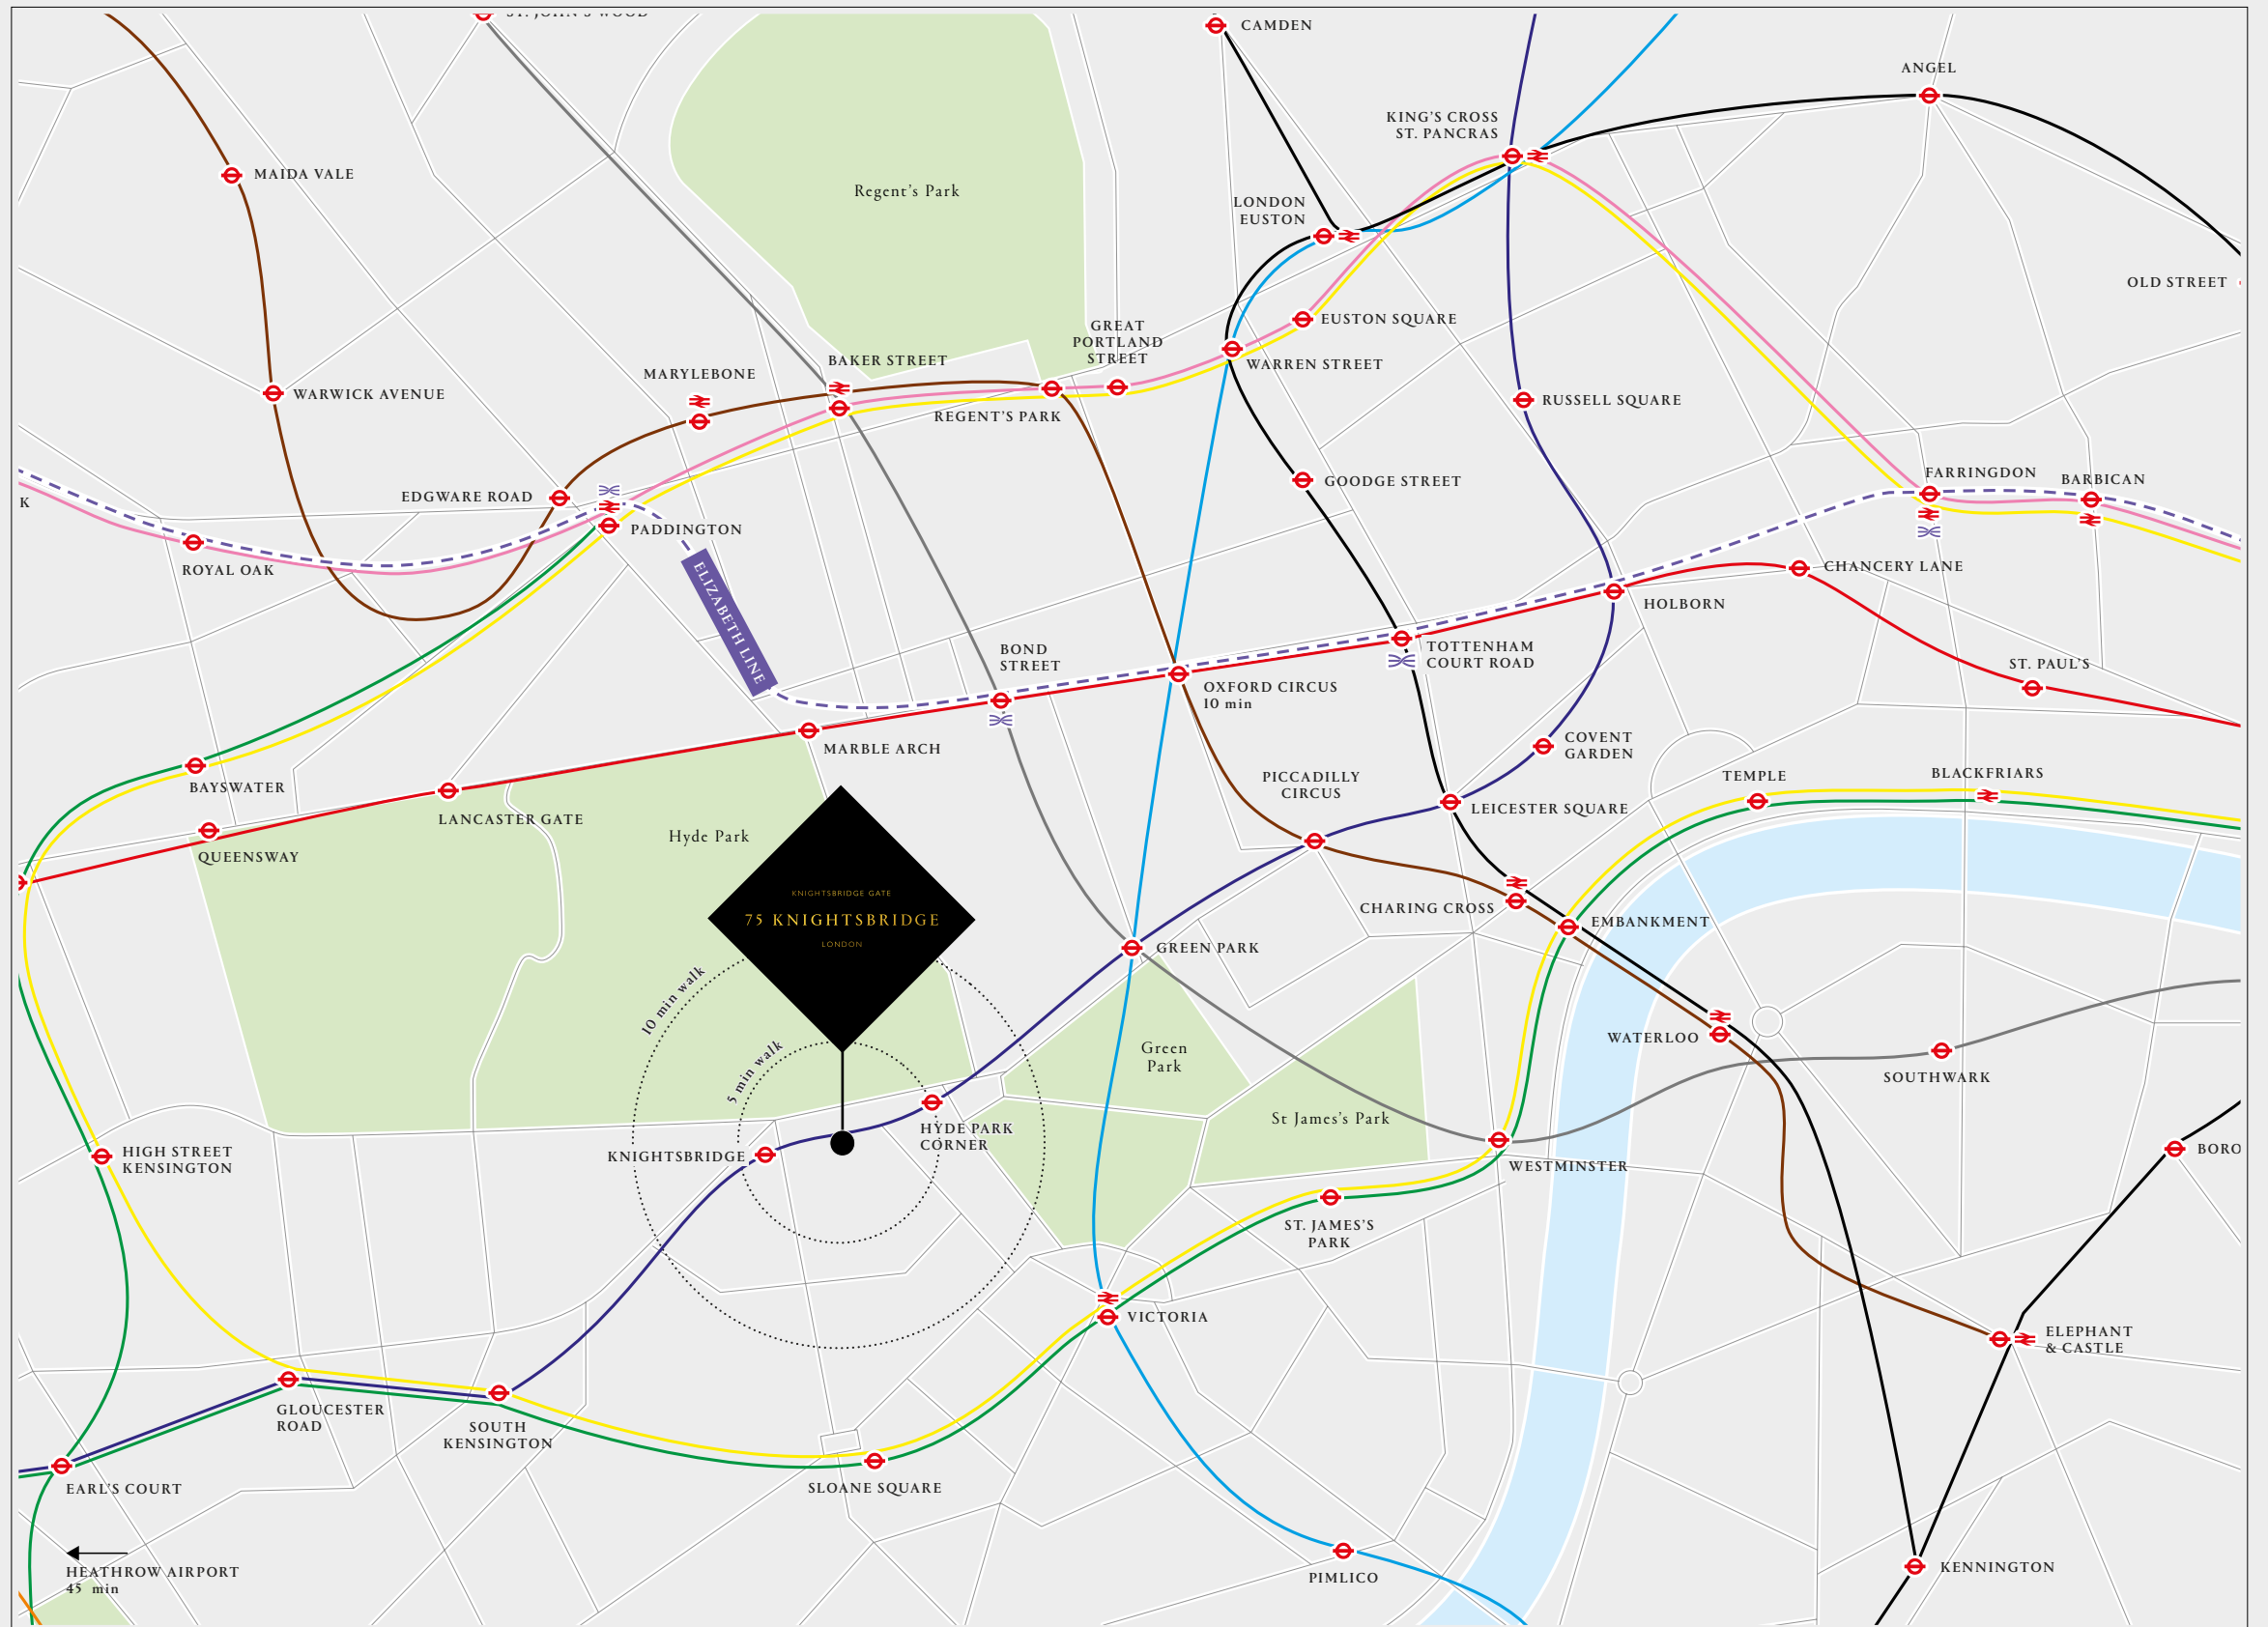 ST. JOHN'S WOOD
CAMDEN
ANGEL
KING'S CROSS
ST. PANCRAS
MAIDA VALE
Regent's Park
LONDON
EUSTON
OLD STREET
EUSTON SQUARE
GREAT
PORTLAND
STREET
BAKER STREET
WARREN STREET
MARYLEBONE
WARWICK AVENUE
REGENT'S PARK
RUSSELL SQUARE
EDGWARE ROAD
K
GOODGE STREET
FARRINGDON
BARBICAN
PADDINGTON
ROYAL OAK
ELIZABETH LINE
CHANCERY LANE
HOLBORN
BOND
STREET
TOTTENHAM
COURT ROAD
ST. PAUL'S
OXFORD CIRCUS
10 min
MARBLE ARCH
COVENT
GARDEN
BAYSWATER
PICCADILLY
CIRCUS
TEMPLE
BLACKFRIARS
LANCASTER GATE
Hyde Park
LEICESTER SQUARE
QUEENSWAY
KNIGHTSBRIDGE GATE
75 KNIGHTSBRIDGE
LONDON
CHARING CROSS
EMBANKMENT
GREEN PARK
10 min walk
5 min walk
Green
Park
WATERLOO
SOUTHWARK
St James's Park
HYDE PARK
CORNER
HIGH STREET
KENSINGTON
KNIGHTSBRIDGE
WESTMINSTER
BORO
ST. JAMES'S
PARK
VICTORIA
ELEPHANT
& CASTLE
GLOUCESTER
ROAD
SOUTH
KENSINGTON
EARL'S COURT
SLOANE SQUARE
HEATHROW AIRPORT
45 min
PIMLICO
KENNINGTON